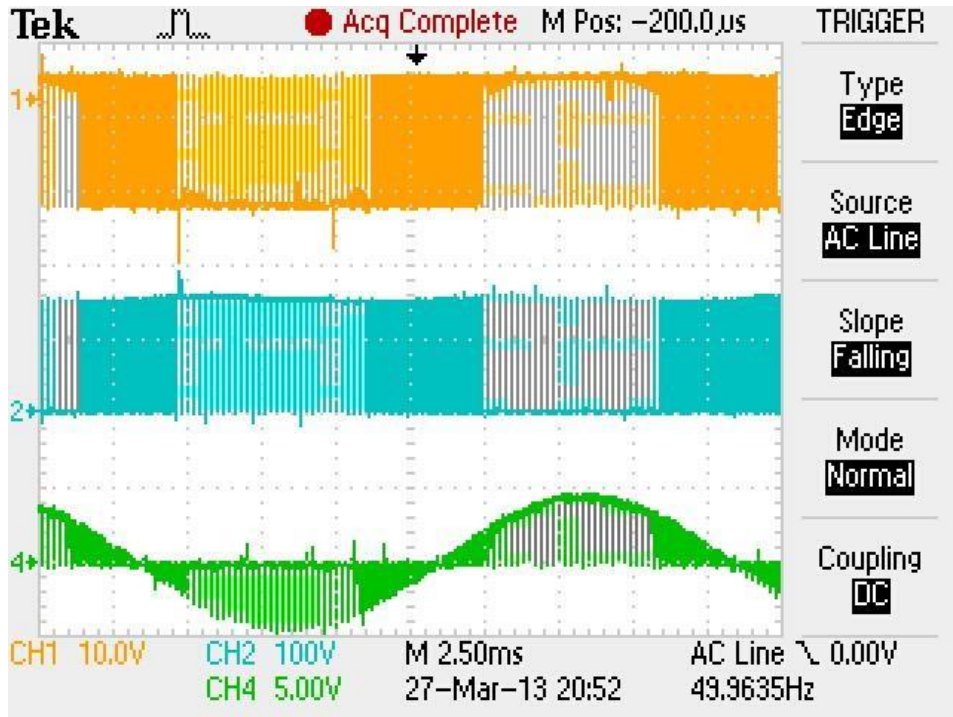 Tek
Acq Complete
M Pos: -200.0µs
TRIGGER
1
Type
Edge
Source
AC Line
2
Slope
Falling
Mode
Normal
4
Coupling
DC
CH1 10.0V
CH2 100V
M 2.50ms
AC Line
0.00V
CH4 5.00V
27-Mar-13 20:52
49.9635Hz